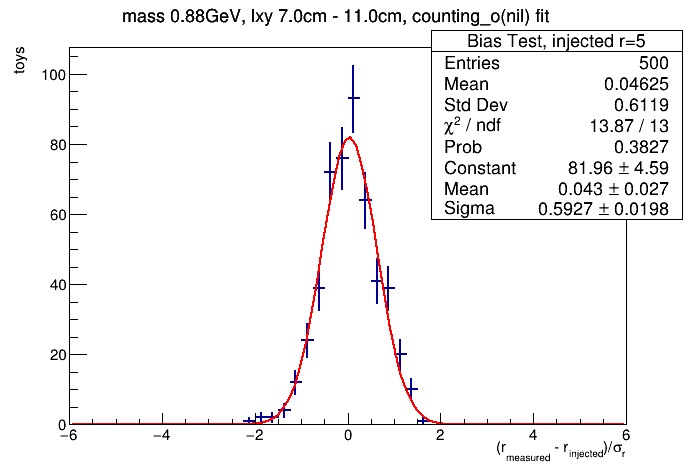 mass 0.88GeV, lxy 7.0cm - 11.0cm, counting_o(nil) fit
Bias Test, injected r=5
Entries 500
Mean 0.04625
Std Dev 0.6119
χ² / ndf 13.87 / 13
Prob 0.3827
Constant 81.96 ± 4.59
Mean 0.043 ± 0.027
Sigma 0.5927 ± 0.0198
toys
100
80
60
40
20
0
−6 −4 −2 0 2 4 6
(r_measured - r_injected)/σ_r